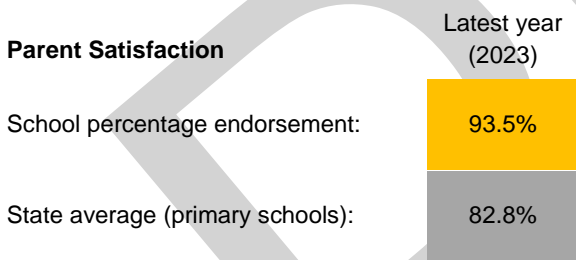 Latest year
Parent Satisfaction (2023)
School percentage endorsement: 93.5%
State average (primary schools): 82.8%